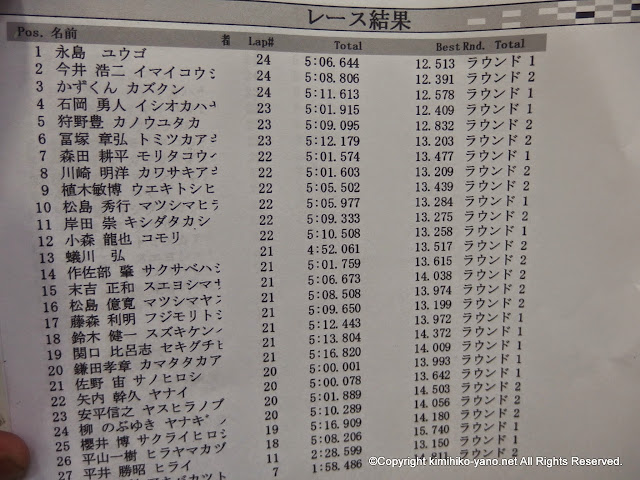 レース結果
Pos. 名前 Lap# Total Best Rnd. Total
1 永島 ユウゴ 24 5:06.644 12.513 ラウンド 1
2 今井 浩二 イマイコウジ 24 5:08.806 12.391 ラウンド 2
3 かずくん カズクン 24 5:11.613 12.578 ラウンド 1
4 石岡 勇人 イシオカハヤ 23 5:01.915 12.409 ラウンド 1
5 狩野豊 カノウユタカ 23 5:09.095 12.832 ラウンド 2
6 冨塚 章弘 トミツカアキ 23 5:12.179 13.203 ラウンド 2
7 森田 耕平 モリタコウヘ 22 5:01.574 13.477 ラウンド 1
8 川崎 明洋 カワサキアキ 22 5:01.603 13.209 ラウンド 2
9 植木敏博 ウエキトシヒ 22 5:05.502 13.439 ラウンド 2
10 松島 秀行 マツシマヒデ 22 5:05.977 13.284 ラウンド 1
11 岸田 崇 キシダタカシ 22 5:09.333 13.275 ラウンド 2
12 小森 龍也 コモリ 22 5:10.508 13.258 ラウンド 1
13 蟻川 弘 21 4:52.061 13.517 ラウンド 2
14 作佐部 肇 サクサベハジ 21 5:01.759 13.615 ラウンド 2
15 末吉 正和 スエヨシマサ 21 5:06.673 14.038 ラウンド 2
16 松島 億寛 マツシマヤス 21 5:08.508 13.974 ラウンド 2
17 藤森 利明 フジモリトシ 21 5:09.650 13.199 ラウンド 2
18 鈴木 健一 スズキケン 21 5:12.443 13.972 ラウンド 1
19 関口 比呂志 セキグチヒ 21 5:13.804 14.372 ラウンド 1
20 鎌田孝章 カマタタカア 21 5:16.820 14.009 ラウンド 1
21 佐野 宙 サノヒロシ 20 5:00.001 13.993 ラウンド 1
22 矢内 幹久 ヤナイ 20 5:00.078 13.642 ラウンド 1
23 安平信之 ヤスヒラノブ 20 5:01.889 14.503 ラウンド 2
24 柳 のぶゆき ヤナギ 20 5:10.289 14.056 ラウンド 2
25 櫻井 博 サクライヒロシ 19 5:16.909 14.180 ラウンド 2
26 平山一樹 ヒラヤマカヅ 18 5:08.206 15.740 ラウンド 1
27 平井 勝昭 ヒライ 11 2:28.599 13.150 ラウンド 1
7 1:58.486 ラウンド 2
©Copyright kimihiko-yano.net All Rights Reserved.